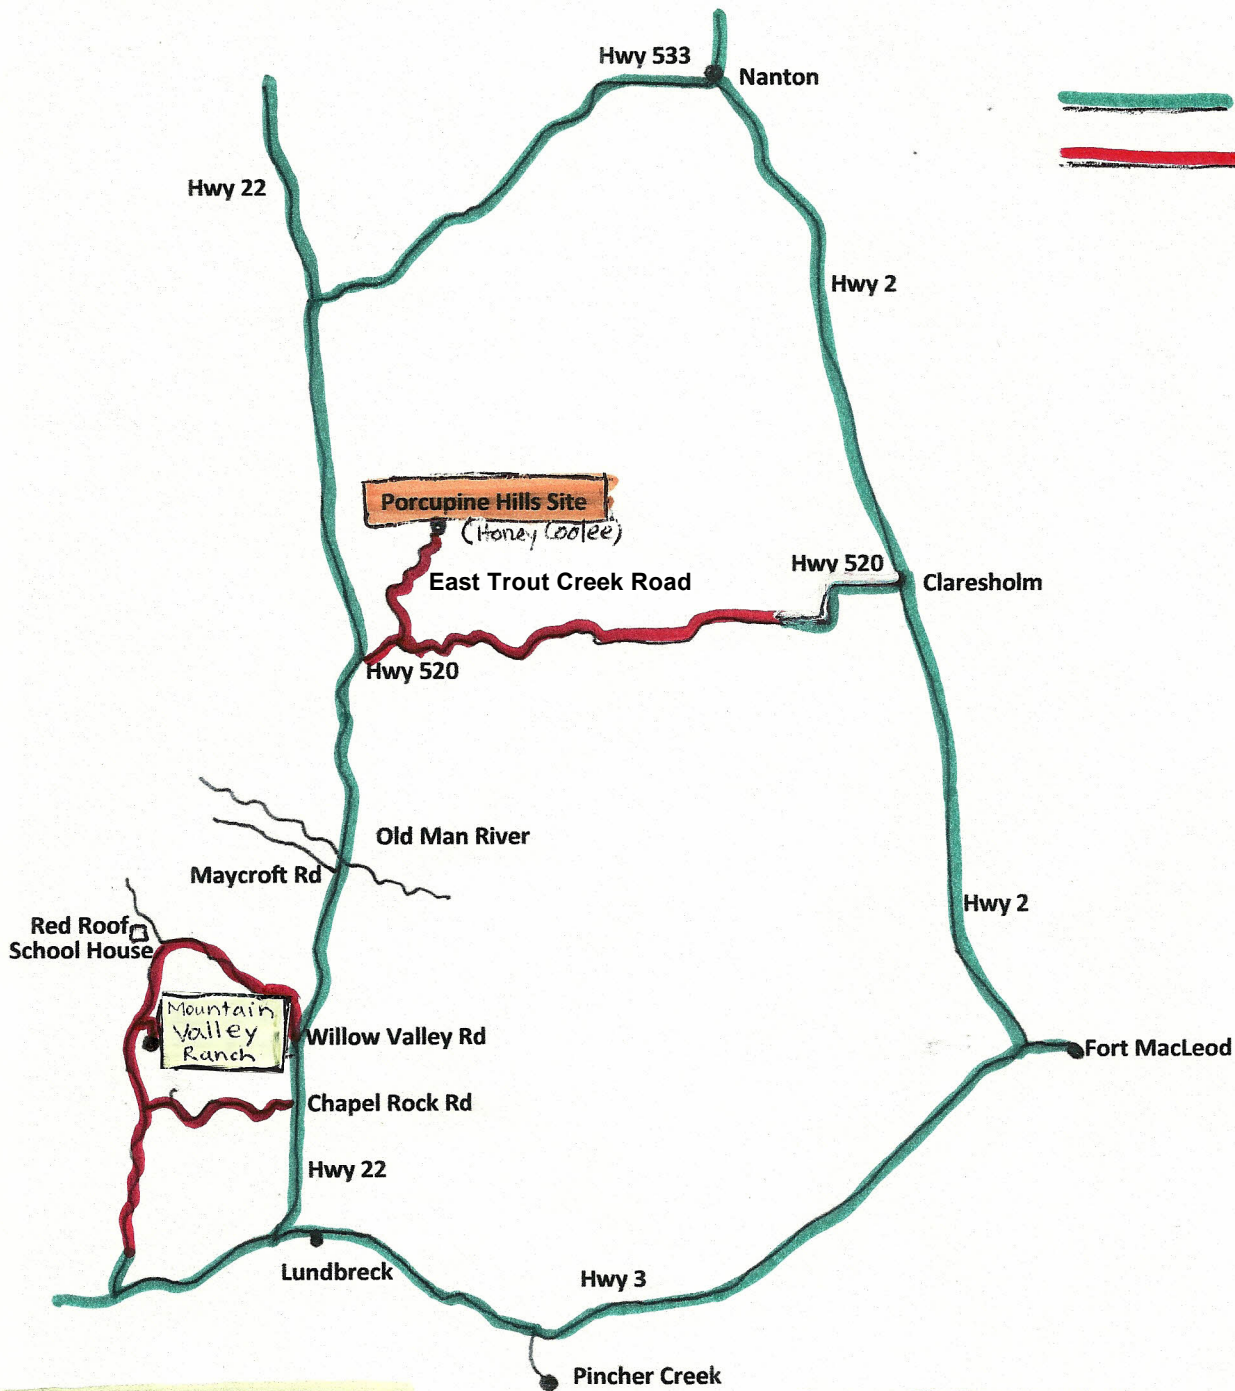 Hwy 533
Nanton
Hwy 22
Hwy 2
Porcupine Hills Site
(Honey Coolee)
East Trout Creek Road
Hwy 520
Claresholm
Hwy 520
Old Man River
Maycroft Rd
Hwy 2
Red Roof
School House
Mountain
Valley
Ranch
Willow Valley Rd
Fort MacLeod
Chapel Rock Rd
Hwy 22
Lundbreck
Hwy 3
Pincher Creek